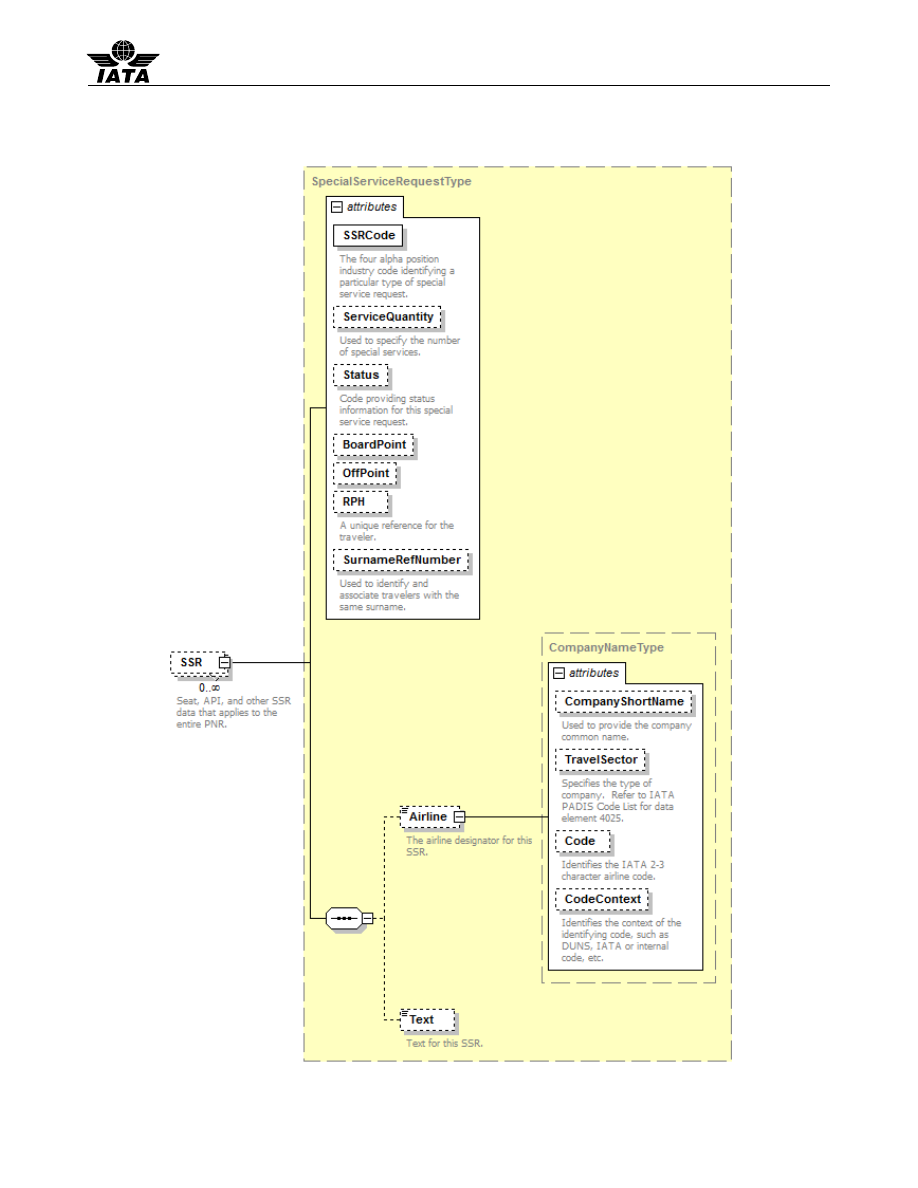 IATA
SpecialServiceRequestType
attributes
SSRCode
The four alpha position
industry code identifying a
particular type of special
service request.
ServiceQuantity
Used to specify the number
of special services.
Status
Code providing status
information for this special
service request.
BoardPoint
OffPoint
RPH
A unique reference for the
traveler.
SurnameRefNumber
Used to identify and
associate travelers with the
same surname.
SSR
0..∞
Seat, API, and other SSR
data that applies to the
entire PNR.
CompanyNameType
attributes
CompanyShortName
Used to provide the company
common name.
TravelSector
Specifies the type of
company. Refer to IATA
PADIS Code List for data
element 4025.
Airline
The airline designator for this
SSR.
Code
Identifies the IATA 2-3
character airline code.
CodeContext
Identifies the context of the
identifying code, such as
DUNS, IATA or internal
code, etc.
Text
Text for this SSR.